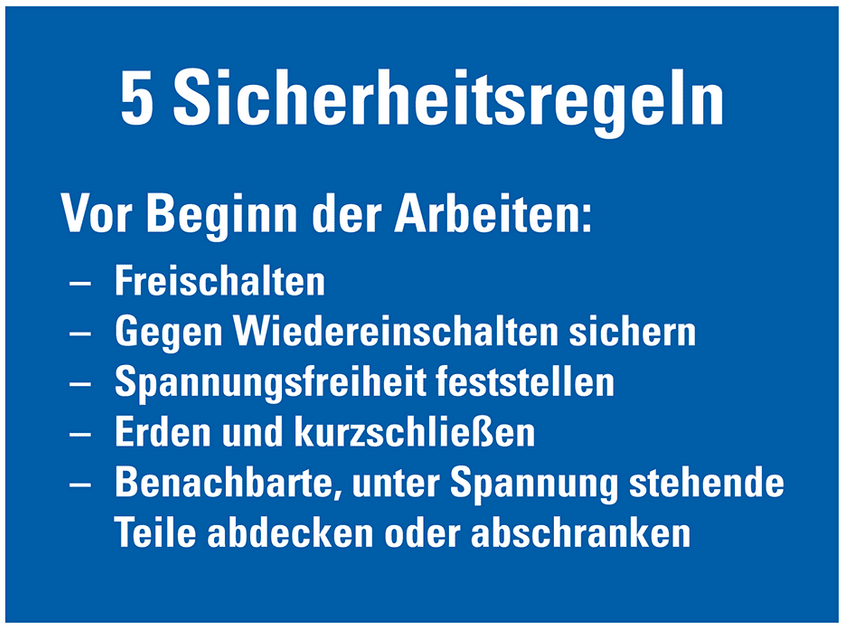 5 Sicherheitsregeln
Vor Beginn der Arbeiten:
– Freischalten
– Gegen Wiedereinschalten sichern
– Spannungsfreiheit feststellen
– Erden und kurzschließen
– Benachbarte, unter Spannung stehende
Teile abdecken oder abschranken